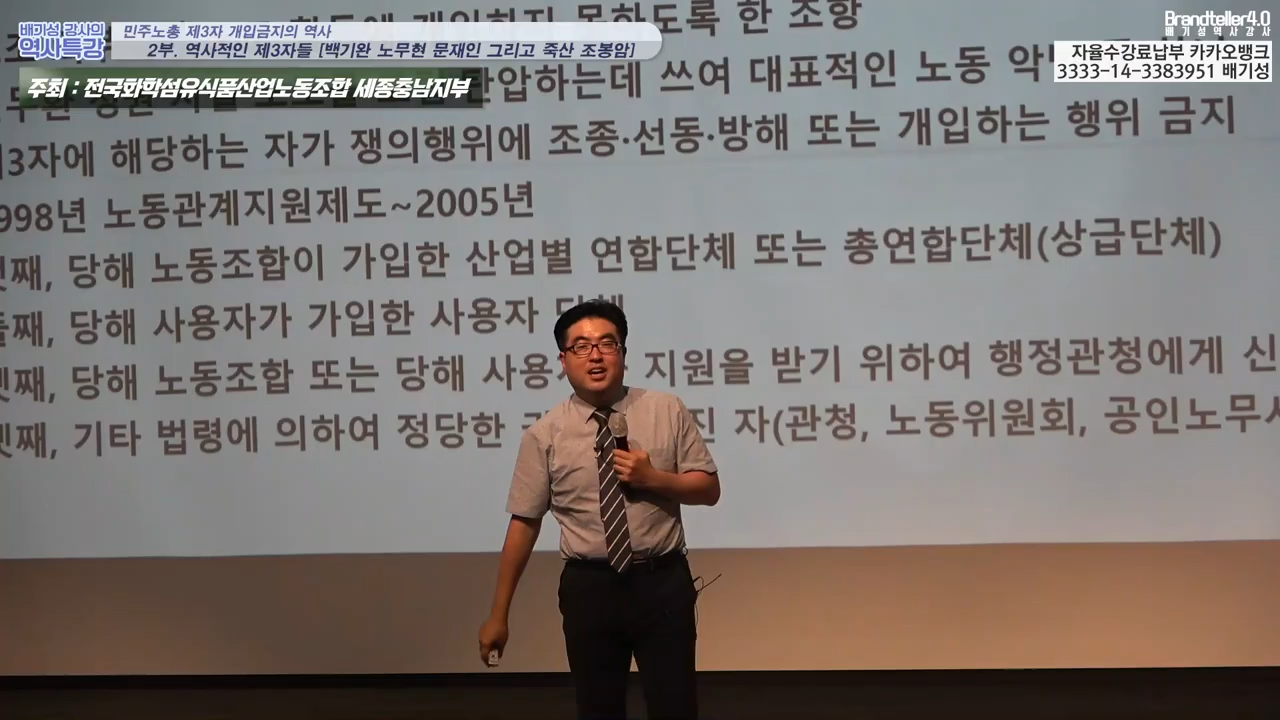 배기성 강사의
역사특강
민주노총 제3자 개입금지의 역사
2부. 역사적인 제3자들 [백기완 노무현 문재인 그리고 죽산 조봉암]
주최 : 전국화학섬유식품산업노동조합 세종충남지부
Brandteller4.0
배기성역사강사
자율수강료납부 카카오뱅크
3333-14-3383951 배기성
개입하지 못하도록 한 조항
탄압하는데 쓰여 대표적인 노동
3자에 해당하는 자가 쟁의행위에 조종·선동·방해 또는 개입하는 행위 금지
998년 노동관계지원제도~2005년
당해 노동조합이 가입한 산업별 연합단체 또는 총연합단체(상급단체)
당해 사용자가 가입한 사용자
당해 노동조합 또는 당해 지원을 받기 위하여 행정관청에게
기타 법령에 의하여 정당한 자(관청, 노동위원회, 공인노무사